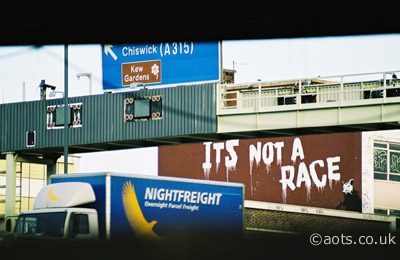 Chiswick (A315)
Kew
Gardens
ITS NOT A
RACE
NIGHTFREIGHT
Overnight Parcel Freight
© aots.co.uk